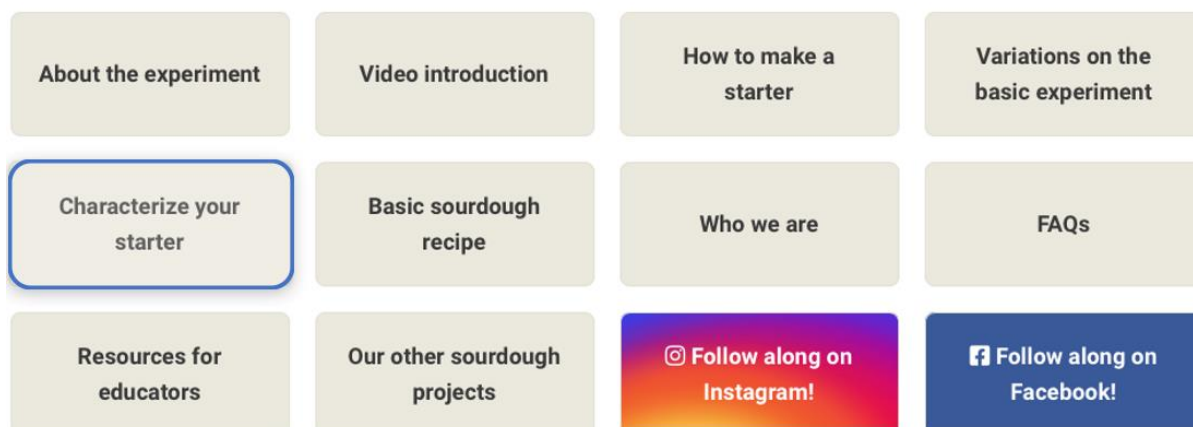 About the experiment
Video introduction
How to make a
starter
Variations on the
basic experiment
Characterize your
starter
Basic sourdough
recipe
Who we are
FAQs
Resources for
educators
Our other sourdough
projects
Follow along on
Instagram!
Follow along on
Facebook!